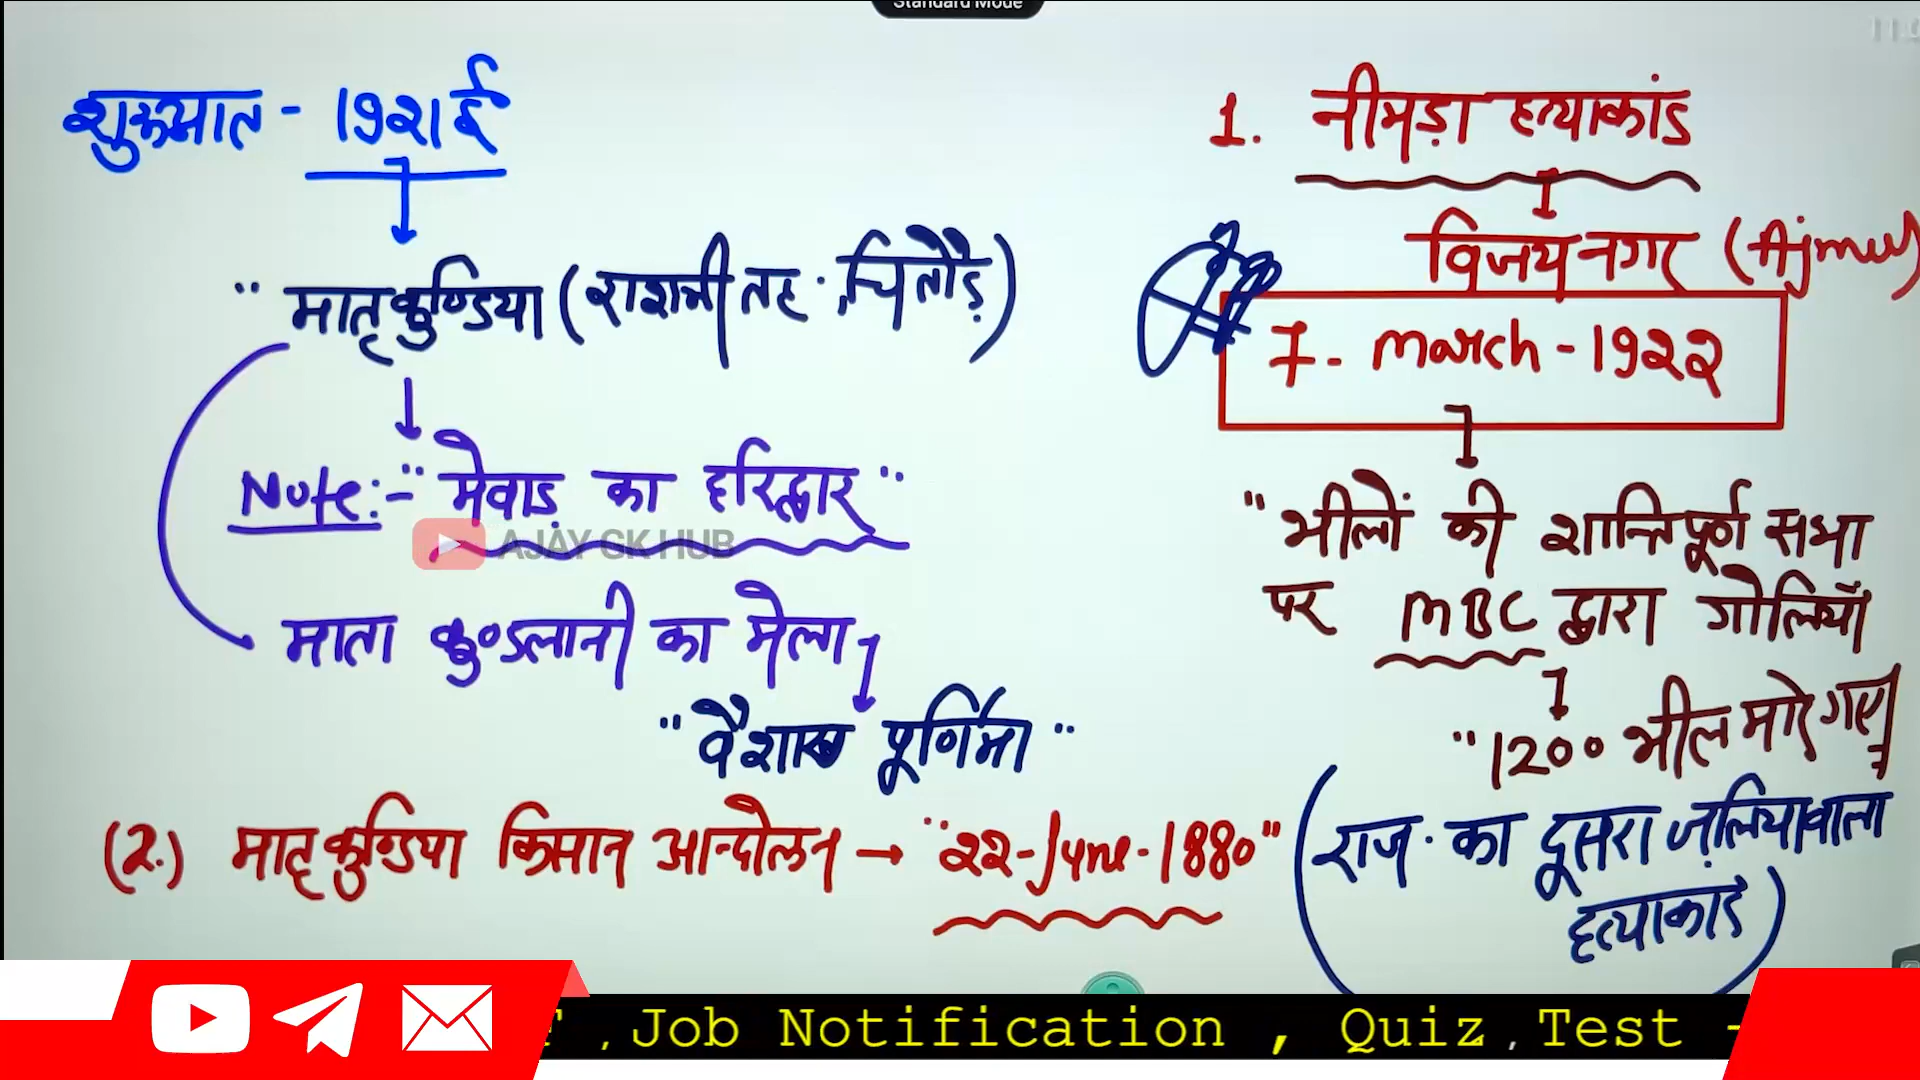 Standard Mode
शुरूआत - 1921 ई
" मातृकुण्डिया (राशमी तह. चितौड़)
Note:- " मेवाड़ का हरिद्वार "
AJAY GK HUB
माता कुण्डलानी का मेला
" वैशाख पूर्णिमा "
(2.) मातृकुण्डिया किसान आन्दोलन → "22-June-1880"
1. नीमड़ा हत्याकांड
विजयनगर (Ajmer)
7 - march - 1922
" भीलों की शान्तिपूर्ण सभा
पर MBC द्वारा गोलियाँ
"1200 भील मारे गए
(राज. का दूसरा जलियावाला
हत्याकांड)
,Job Notification , Quiz,Test -